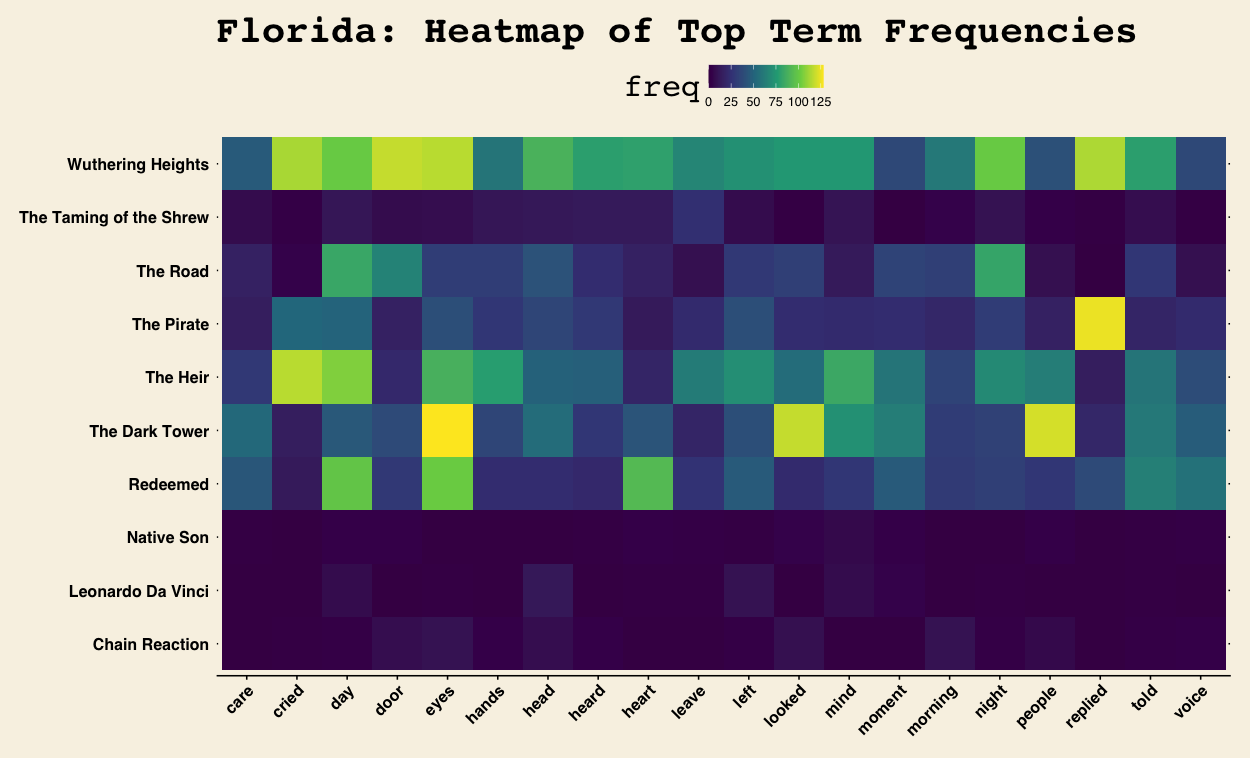 Florida: Heatmap of Top Term Frequencies
freq
0 25 50 75 100 125
Wuthering Heights
The Taming of the Shrew
The Road
The Pirate
The Heir
The Dark Tower
Redeemed
Native Son
Leonardo Da Vinci
Chain Reaction
care cried day door eyes hands head heard heart leave left looked mind moment morning night people replied told voice